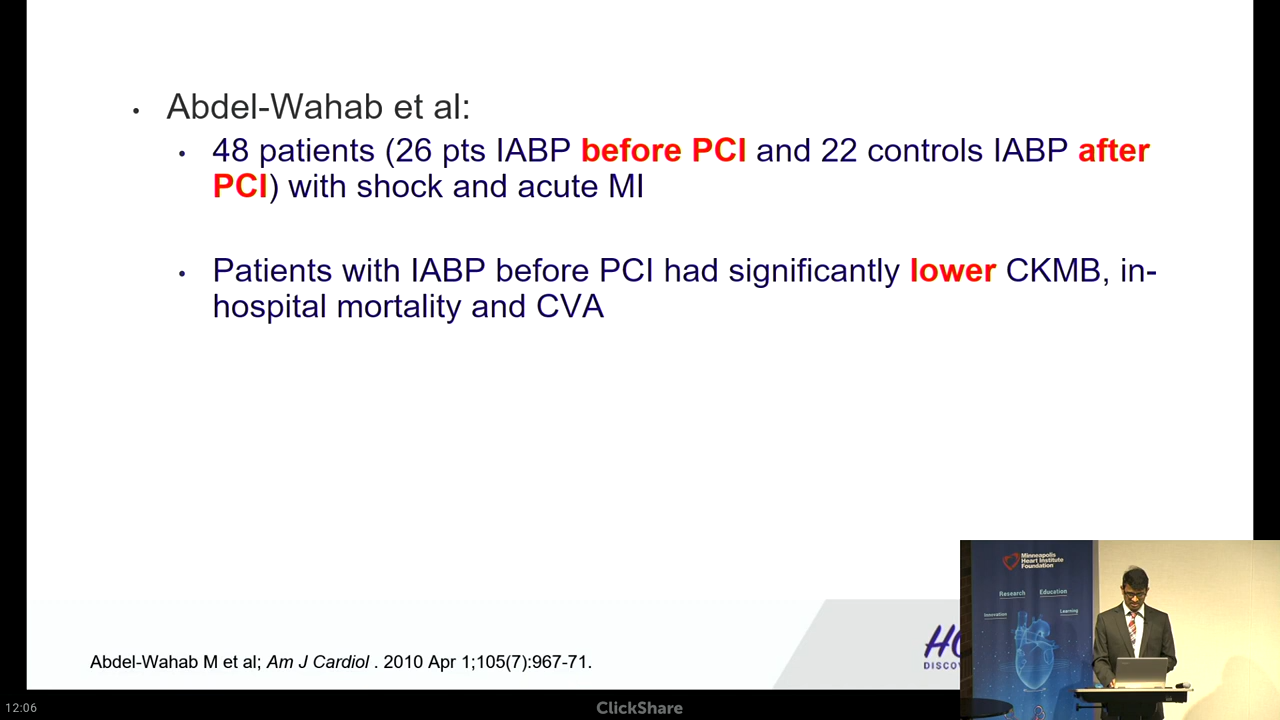 • Abdel-Wahab et al:
• 48 patients (26 pts IABP before PCI and 22 controls IABP after
PCI) with shock and acute MI
• Patients with IABP before PCI had significantly lower CKMB, in-
hospital mortality and CVA
Abdel-Wahab M et al; Am J Cardiol . 2010 Apr 1;105(7):967-71.
Minneapolis
Heart Institute
Foundation
Research Education
Innovation Learning
12:06
ClickShare